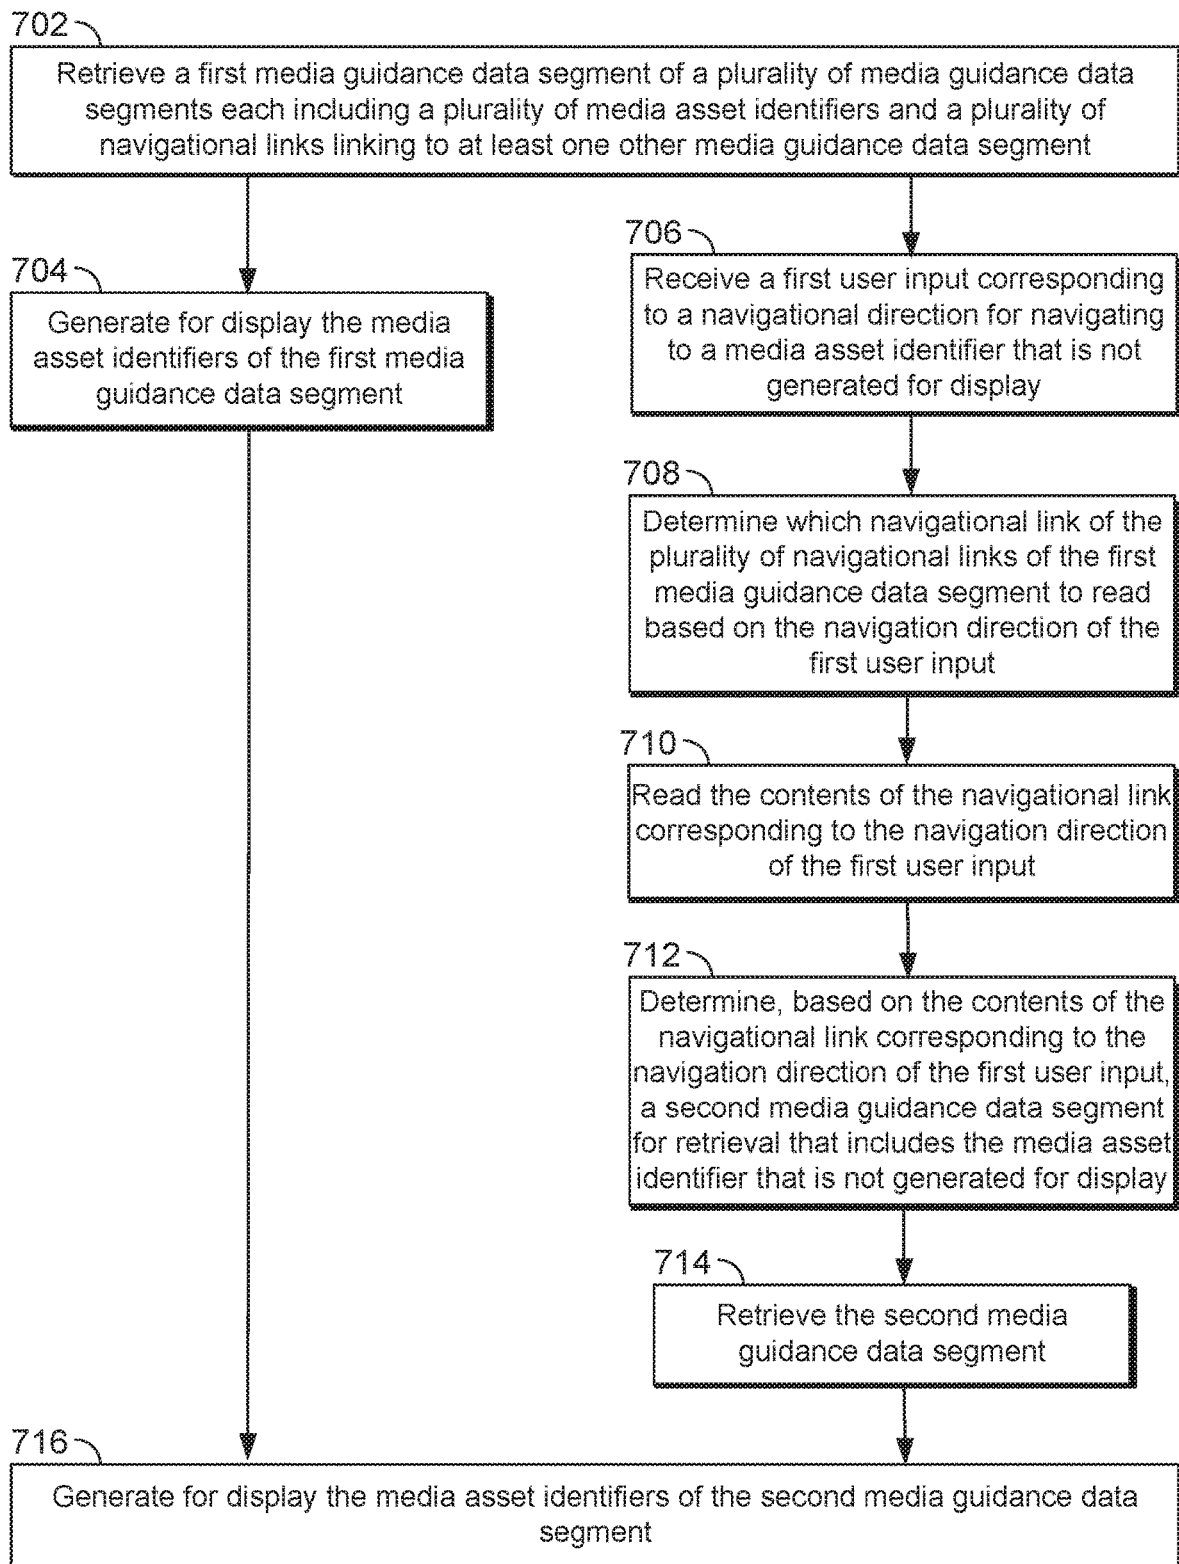 702
Retrieve a first media guidance data segment of a plurality of media guidance data
segments each including a plurality of media asset identifiers and a plurality of
navigational links linking to at least one other media guidance data segment
704
Generate for display the media
asset identifiers of the first media
guidance data segment
706
Receive a first user input corresponding
to a navigational direction for navigating
to a media asset identifier that is not
generated for display
708
Determine which navigational link of the
plurality of navigational links of the first
media guidance data segment to read
based on the navigation direction of the
first user input
710
Read the contents of the navigational link
corresponding to the navigation direction
of the first user input
712
Determine, based on the contents of the
navigational link corresponding to the
navigation direction of the first user input,
a second media guidance data segment
for retrieval that includes the media asset
identifier that is not generated for display
714
Retrieve the second media
guidance data segment
716
Generate for display the media asset identifiers of the second media guidance data
segment